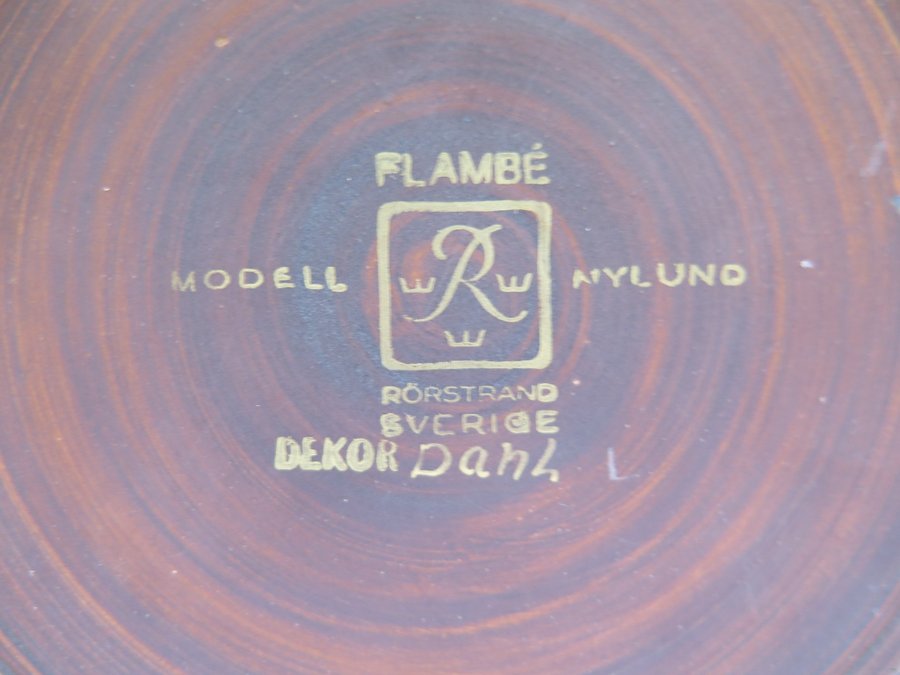 FLAMBÉ
MODELL R NYLUND
RÖRSTRAND
SVERIGE
DEKOR Dahl
L